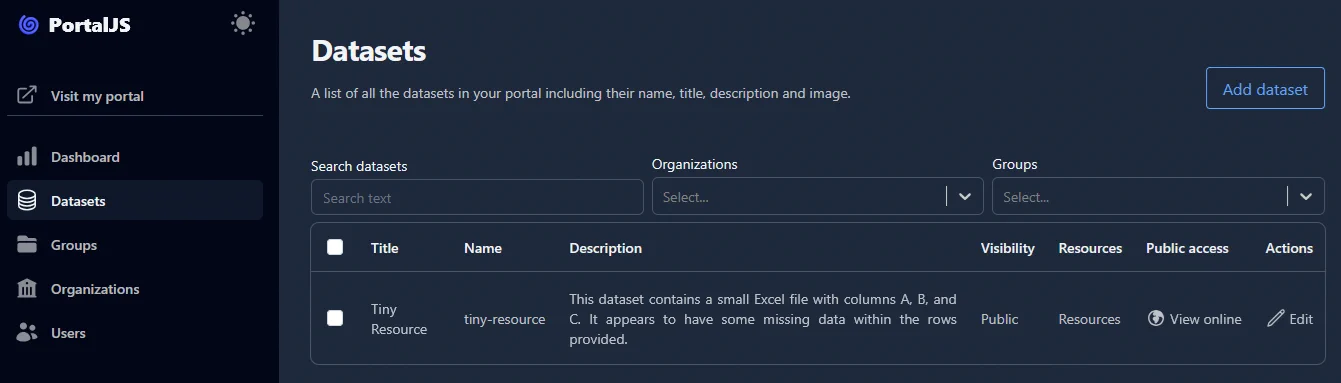 PortalJS
Visit my portal
Dashboard
Datasets
Groups
Organizations
Users
Datasets
A list of all the datasets in your portal including their name, title, description and image.
Add dataset
Search datasets
Search text
Organizations
Select...
Groups
Select...
Title Name Description Visibility Resources Public access Actions
Tiny
Resource
tiny-resource
This dataset contains a small Excel file with columns A, B, and
C. It appears to have some missing data within the rows
provided.
Public
Resources
View online
Edit